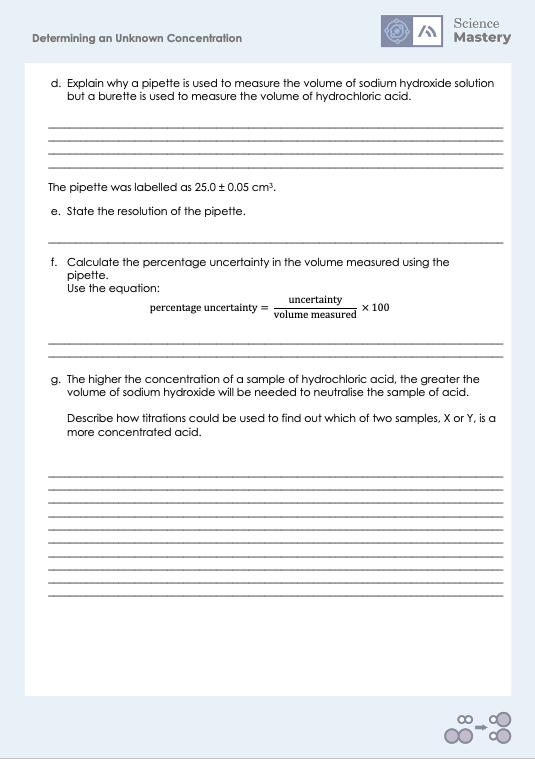 Determining an Unknown Concentration
Science
Mastery
d. Explain why a pipette is used to measure the volume of sodium hydroxide solution
but a burette is used to measure the volume of hydrochloric acid.
The pipette was labelled as 25.0 ± 0.05 cm³.
e. State the resolution of the pipette.
f. Calculate the percentage uncertainty in the volume measured using the
pipette.
Use the equation:
percentage uncertainty = uncertainty / volume measured × 100
g. The higher the concentration of a sample of hydrochloric acid, the greater the
volume of sodium hydroxide will be needed to neutralise the sample of acid.
Describe how titrations could be used to find out which of two samples, X or Y, is a
more concentrated acid.